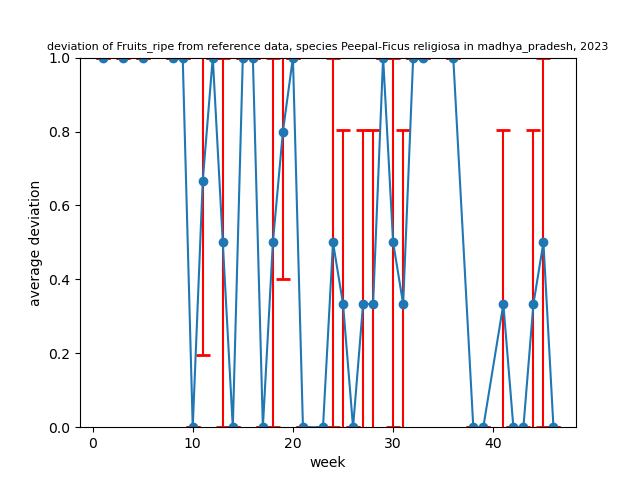 deviation of Fruits_ripe from reference data, species Peepal-Ficus religiosa in madhya_pradesh, 2023
1.0
0.8
0.6
0.4
0.2
0.0
average deviation
0 10 20 30 40
week